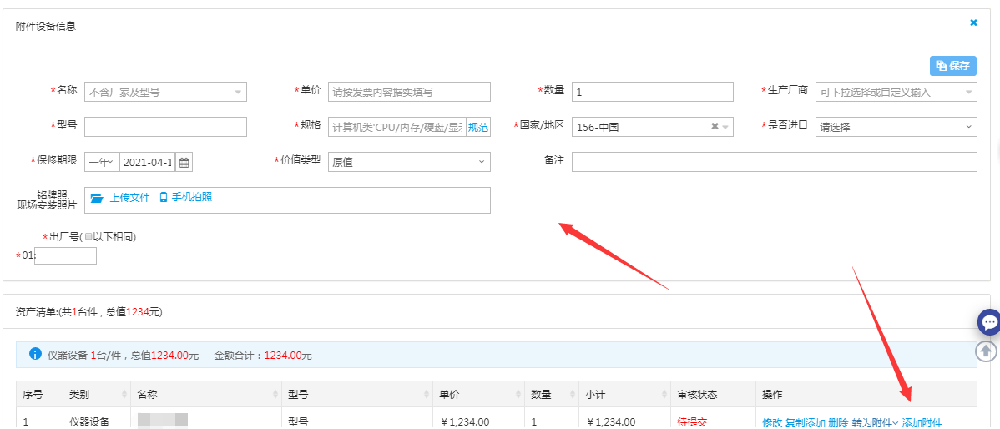 附件设备信息
保存
*名称 不含厂家及型号 *单价 请按发票内容据实填写 *数量 1 *生产厂商 可下拉选择或自定义输入
*型号 *规格 计算机类'CPU/内存/硬盘/显示 规范 *国家/地区 156-中国 *是否进口 请选择
*保修期限 一年 2021-04-1 *价值类型 原值 备注
铭牌照、
现场安装照片 上传文件 手机拍照
*出厂号(以下相同)
*01:
资产清单:(共1台件，总值1234元)
仪器设备 1台/件，总值1234.00元 金额合计：1234.00元
序号 类别 名称 型号 单价 数量 小计 审核状态 操作
1 仪器设备 型号 ￥1,234.00 1 ￥1,234.00 待提交 修改 复制添加 删除 转为附件 添加附件